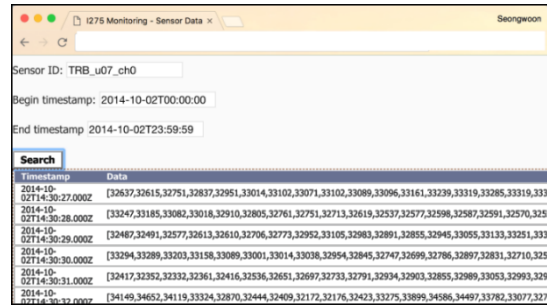 I275 Monitoring - Sensor Data ×
Seongwoon
Sensor ID: TRB_u07_ch0
Begin timestamp: 2014-10-02T00:00:00
End timestamp 2014-10-02T23:59:59
Search
Timestamp Data
2014-10-02T14:30:27.000Z [32637,32615,32751,32837,32951,33014,33102,33071,33102,33089,33096,33161,33239,33319,33285,33319,333
2014-10-02T14:30:28.000Z [33247,33185,33082,33018,32910,32805,32761,32751,32713,32619,32537,32577,32598,32587,32591,32570,325
2014-10-02T14:30:29.000Z [32487,32491,32577,32613,32610,32706,32773,32952,33105,32983,32891,32855,32945,33055,33133,33251,333
2014-10-02T14:30:30.000Z [33294,33289,33203,33158,33089,33001,33014,33038,32954,32845,32747,32699,32786,32897,32831,32710,325
2014-10-02T14:30:31.000Z [32417,32352,32332,32361,32416,32536,32651,32697,32733,32791,32934,32903,32855,32989,33053,32993,329
2014-10-02T14:30:32.000Z [34149,34652,34119,33324,32870,32444,32409,32172,32176,32423,33275,33899,34586,34497,33782,33077,327